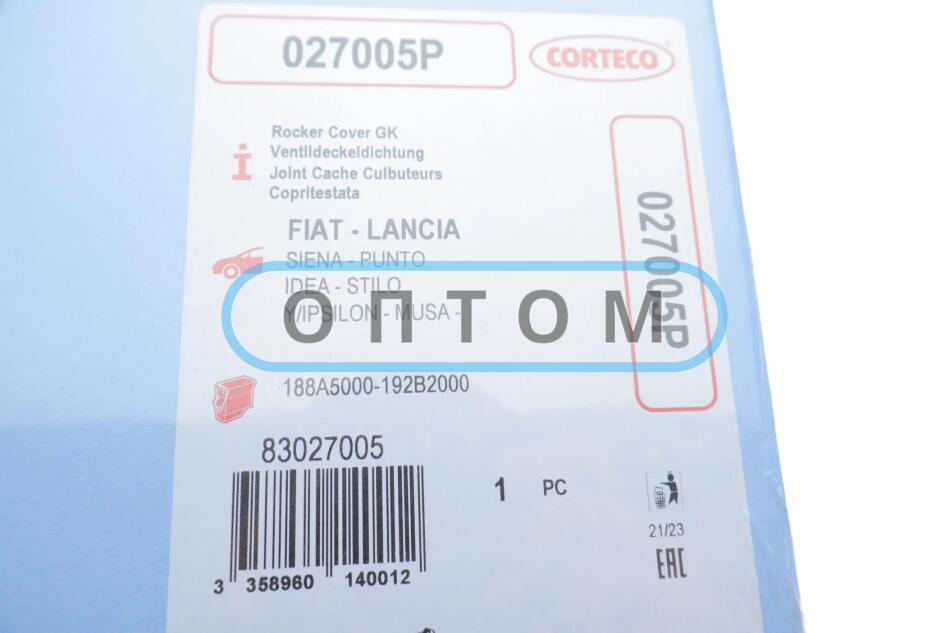 027005P
CORTECO
Rocker Cover GK
Ventildeckeldichtung
Joint Cache Culbuteurs
Copritestata
FIAT - LANCIA
SIENA - PUNTO
IDEA - STILO
Y/IPSILON - MUSA -
ОПТОМ
027005P
188A5000-192B2000
83027005
1 PC
21/23
EAC
3 358960 140012